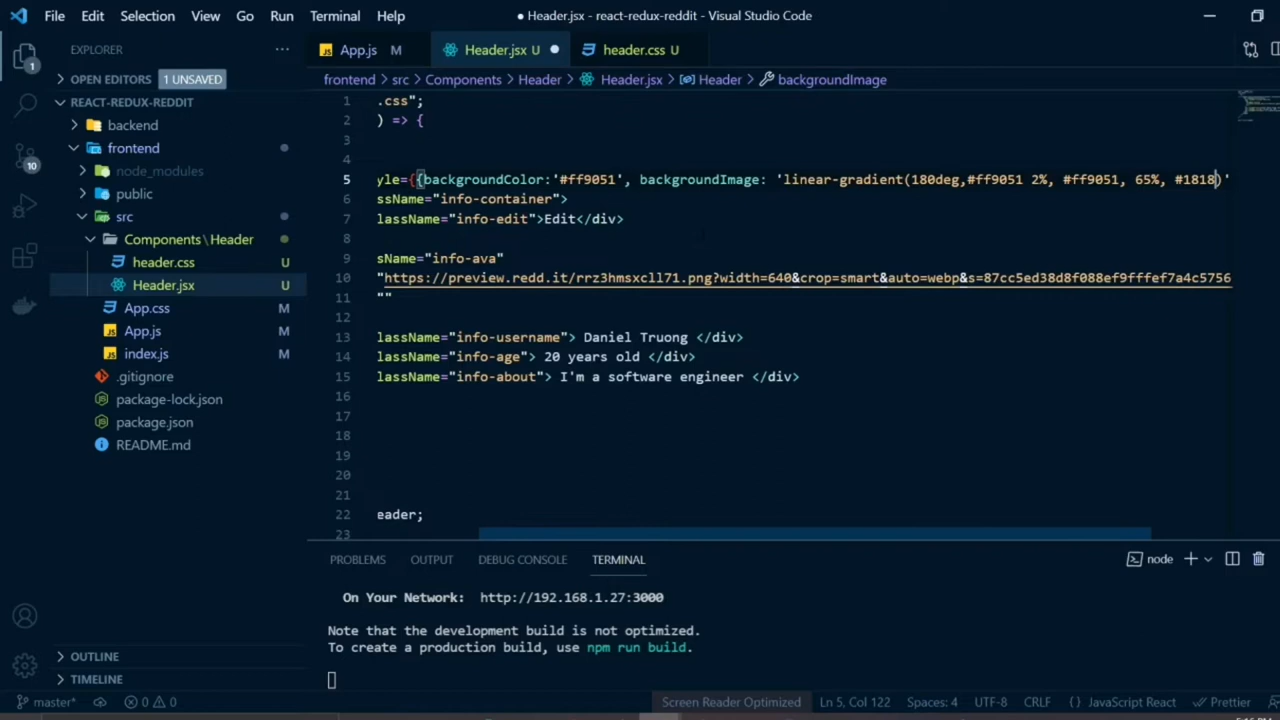 File Edit Selection View Go Run Terminal Help
● Header.jsx - react-redux-reddit - Visual Studio Code
EXPLORER ...
App.js M
Header.jsx U
header.css U
OPEN EDITORS 1 UNSAVED
frontend > src > Components > Header > Header.jsx > Header > backgroundImage
REACT-REDUX-REDDIT
backend
frontend
node_modules
public
src
Components\Header
header.css U
Header.jsx U
App.css M
App.js M
index.js M
.gitignore
package-lock.json
package.json
README.md
OUTLINE
TIMELINE
1
10
1 .css";
2 ) => {
3
4
5 yle={{backgroundColor:'#ff9051', backgroundImage: 'linear-gradient(180deg,#ff9051 2%, #ff9051, 65%, #1818)'
6 ssName="info-container">
7 lassName="info-edit">Edit</div>
8
9 sName="info-ava"
10 "https://preview.redd.it/rrz3hmsxcll71.png?width=640&crop=smart&auto=webp&s=87cc5ed38d8f088ef9fffef7a4c5756
11 ""
12
13 lassName="info-username"> Daniel Truong </div>
14 lassName="info-age"> 20 years old </div>
15 lassName="info-about"> I'm a software engineer </div>
16
17
18
19
20
21
22 eader;
23
PROBLEMS OUTPUT DEBUG CONSOLE TERMINAL
node
On Your Network: http://192.168.1.27:3000
Note that the development build is not optimized.
To create a production build, use npm run build.
master* 0 0
Screen Reader Optimized Ln 5, Col 122 Spaces: 4 UTF-8 CRLF {} JavaScript React Prettier